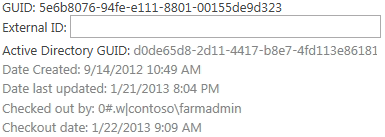 GUID: 5e6b8076-94fe-e111-8801-00155de9d323
External ID:
Active Directory GUID: d0de65d8-2d11-4417-b8e7-4fd113e86181
Date Created: 9/14/2012 10:49 AM
Date last updated: 1/21/2013 8:04 PM
Checked out by: 0#.w|contoso\farmadmin
Checkout date: 1/22/2013 9:09 AM